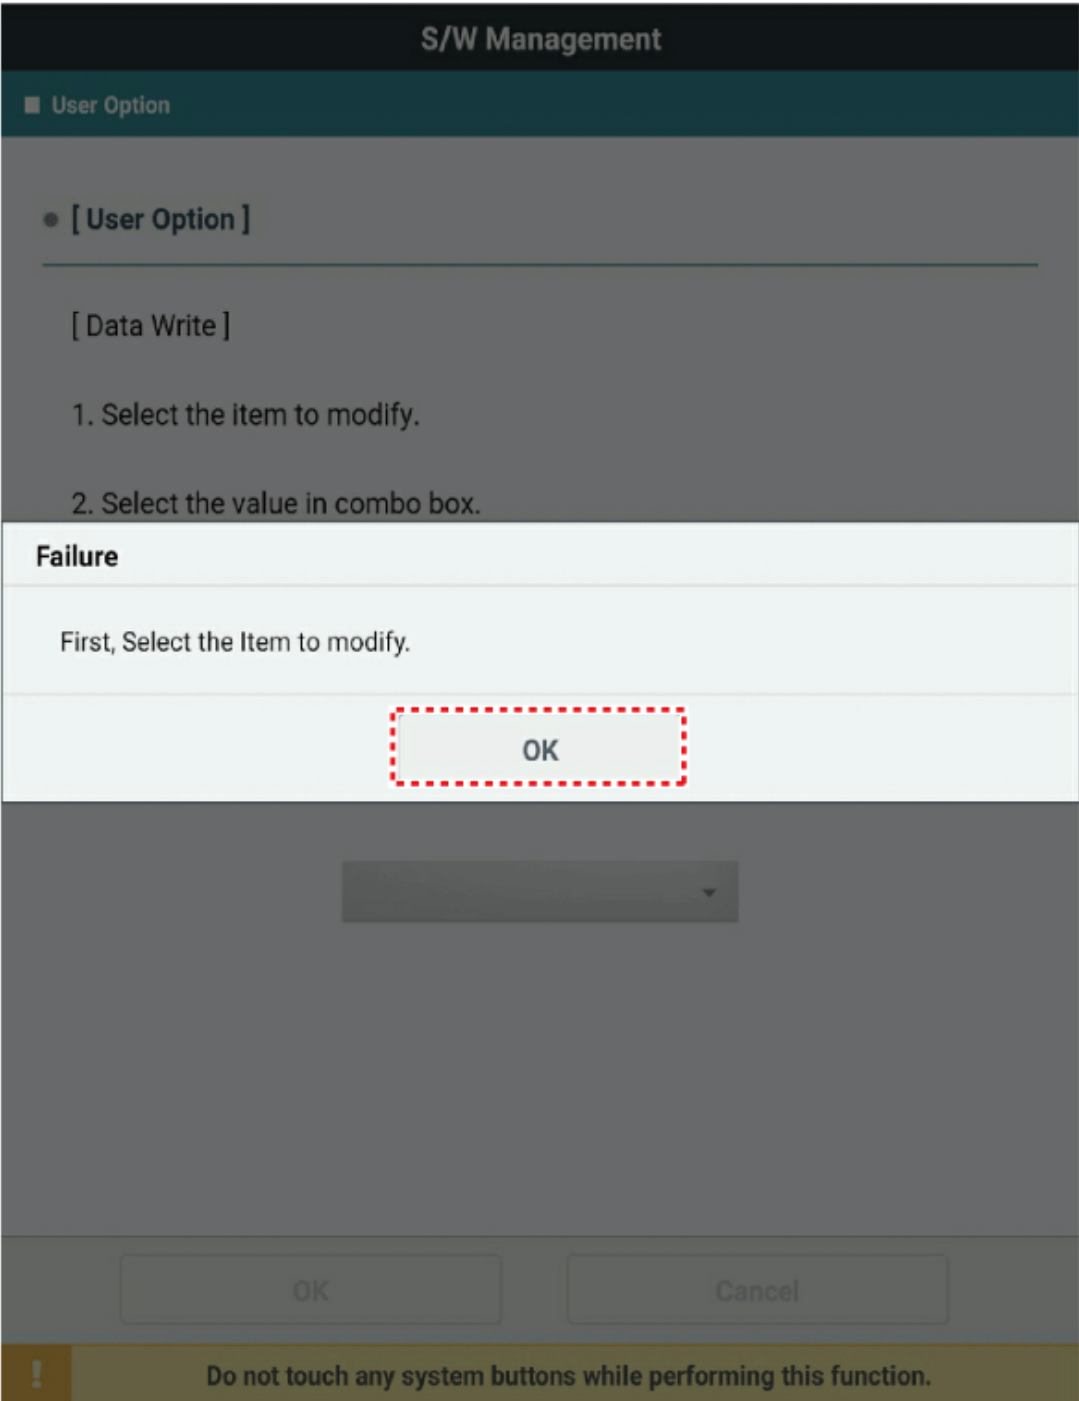 S/W Management
User Option
[ User Option ]
[ Data Write ]
1. Select the item to modify.
2. Select the value in combo box.
Failure
First, Select the Item to modify.
OK
OK
Cancel
! Do not touch any system buttons while performing this function.